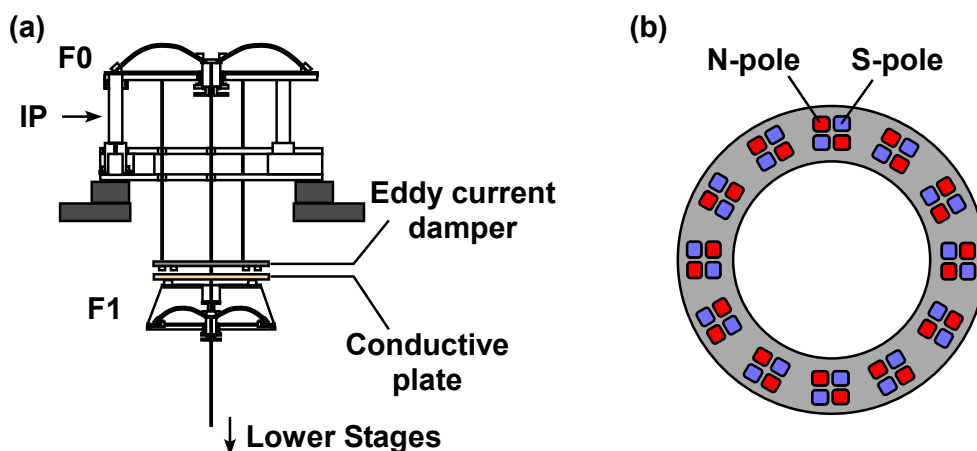 (a)
F0
IP
Eddy current
damper
F1
Conductive
plate
Lower Stages
(b)
N-pole
S-pole